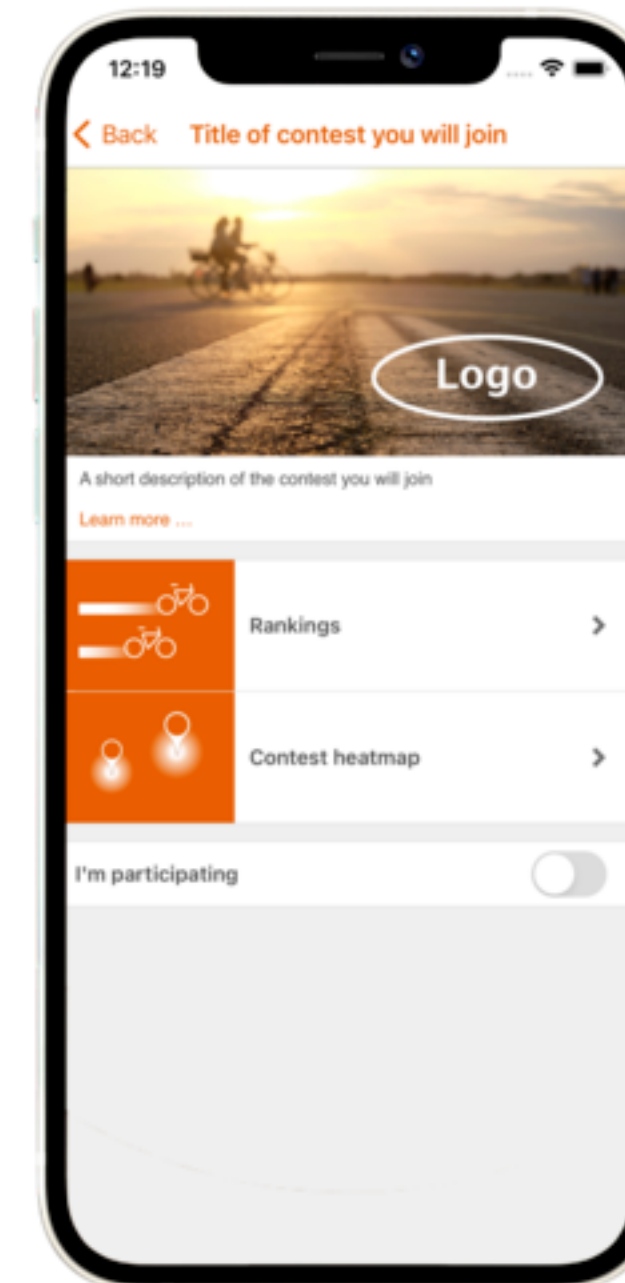 12:19
Back Title of contest you will join
Logo
A short description of the contest you will join
Learn more ...
Rankings
Contest heatmap
I'm participating